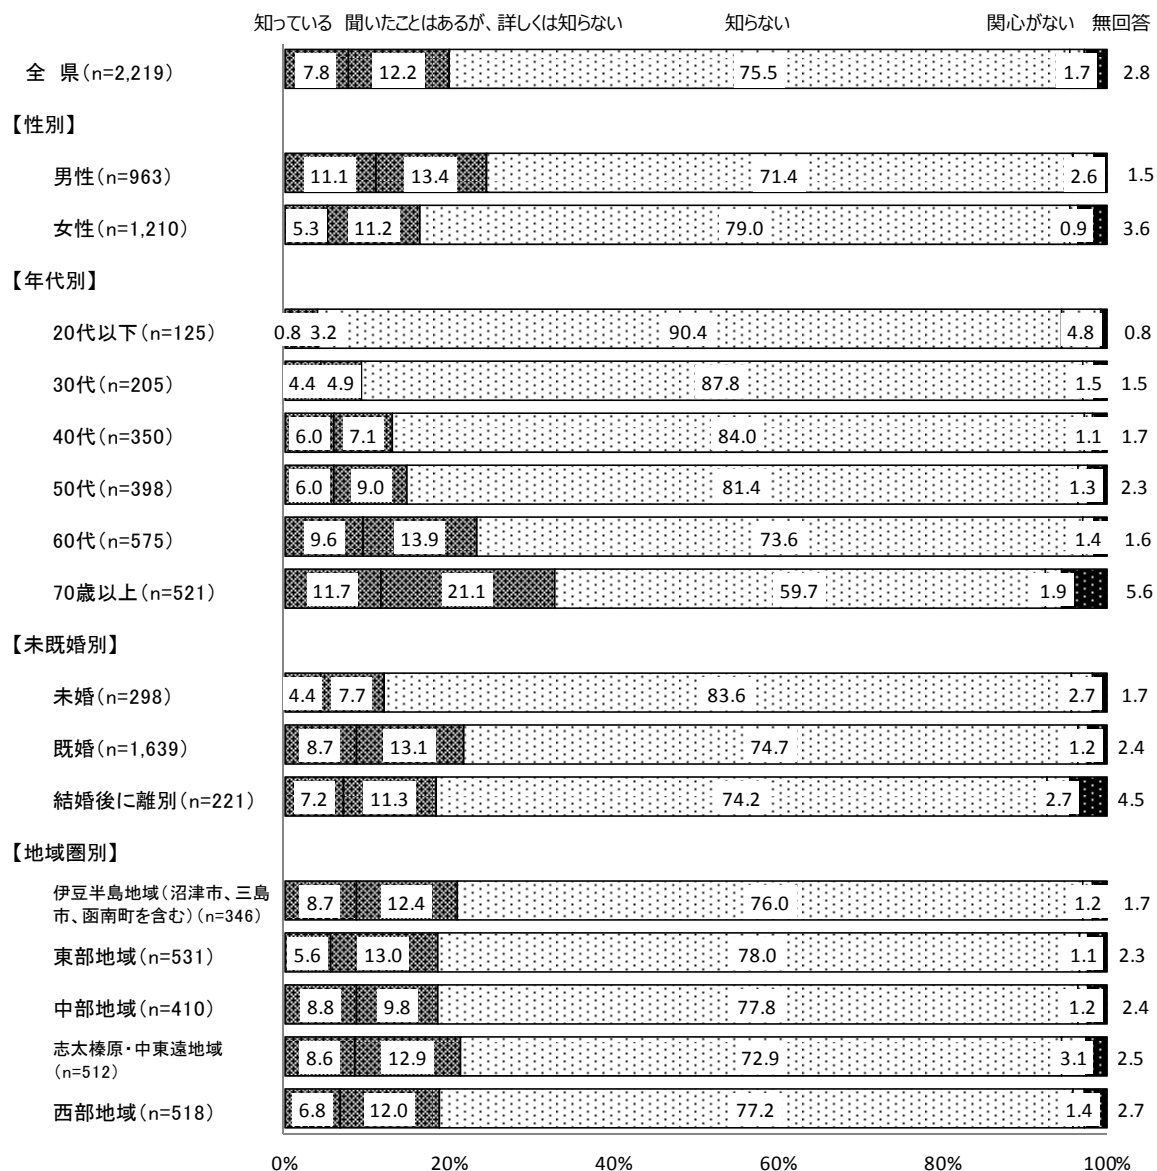 知っている 聞いたことはあるが、詳しくは知らない 知らない 関心がない 無回答
全 県(n=2,219) 7.8 12.2 75.5 1.7 2.8
【性別】
男性(n=963) 11.1 13.4 71.4 2.6 1.5
女性(n=1,210) 5.3 11.2 79.0 0.9 3.6
【年代別】
20代以下(n=125) 0.8 3.2 90.4 4.8 0.8
30代(n=205) 4.4 4.9 87.8 1.5 1.5
40代(n=350) 6.0 7.1 84.0 1.1 1.7
50代(n=398) 6.0 9.0 81.4 1.3 2.3
60代(n=575) 9.6 13.9 73.6 1.4 1.6
70歳以上(n=521) 11.7 21.1 59.7 1.9 5.6
【未既婚別】
未婚(n=298) 4.4 7.7 83.6 2.7 1.7
既婚(n=1,639) 8.7 13.1 74.7 1.2 2.4
結婚後に離別(n=221) 7.2 11.3 74.2 2.7 4.5
【地域圏別】
伊豆半島地域(沼津市、三島
市、函南町を含む)(n=346) 8.7 12.4 76.0 1.2 1.7
東部地域(n=531) 5.6 13.0 78.0 1.1 2.3
中部地域(n=410) 8.8 9.8 77.8 1.2 2.4
志太榛原・中東遠地域
(n=512) 8.6 12.9 72.9 3.1 2.5
西部地域(n=518) 6.8 12.0 77.2 1.4 2.7
0% 20% 40% 60% 80% 100%